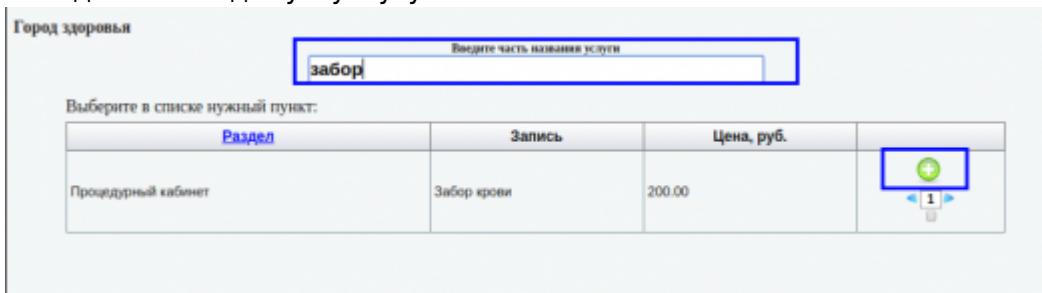 Город здоровья
Введите часть названия услуги
забор
Выберите в списке нужный пункт:
Раздел Запись Цена, руб.
Процедурный кабинет Забор крови 200.00
1